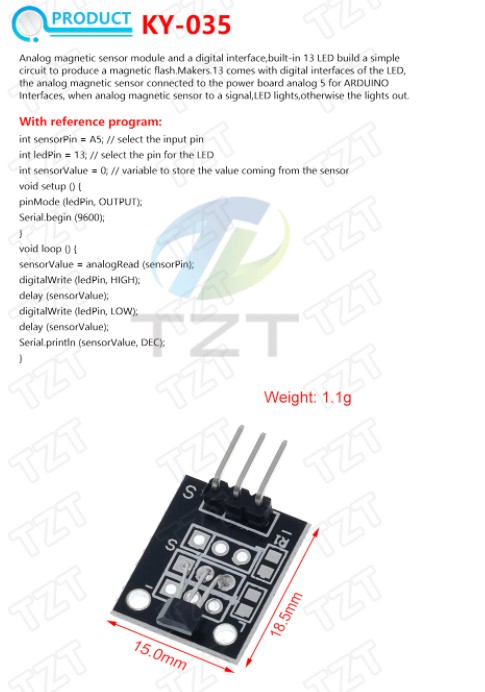 PRODUCT KY-035
Analog magnetic sensor module and a digital interface,built-in 13 LED build a simple
circuit to produce a magnetic flash.Makers.13 comes with digital interfaces of the LED,
the analog magnetic sensor connected to the power board analog 5 for ARDUINO
Interfaces, when analog magnetic sensor to a signal,LED lights,otherwise the lights out.
With reference program:
int sensorPin = A5; // select the input pin
int ledPin = 13; // select the pin for the LED
int sensorValue = 0; // variable to store the value coming from the sensor
void setup () {
pinMode (ledPin, OUTPUT);
Serial.begin (9600);
}
void loop () {
sensorValue = analogRead (sensorPin);
digitalWrite (ledPin, HIGH);
delay (sensorValue);
digitalWrite (ledPin, LOW);
delay (sensorValue);
Serial.println (sensorValue, DEC);
}
TZT
Weight: 1.1g
S
S
15.0mm
18.5mm